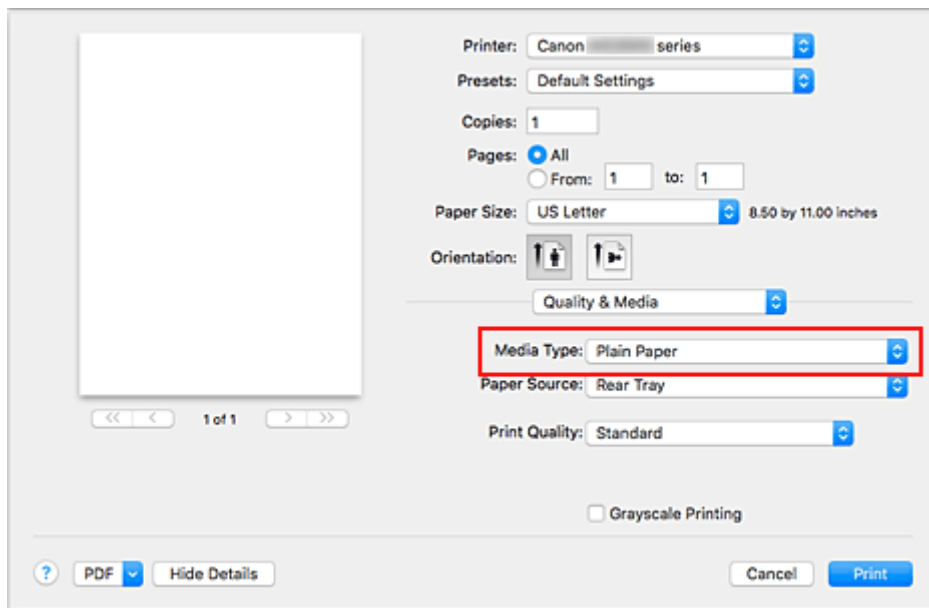 Printer: Canon series
Presets: Default Settings
Copies: 1
Pages: All
From: 1 to: 1
Paper Size: US Letter 8.50 by 11.00 inches
Orientation:
Quality & Media
Media Type: Plain Paper
Paper Source: Rear Tray
1 of 1
Print Quality: Standard
Grayscale Printing
? PDF Hide Details Cancel Print